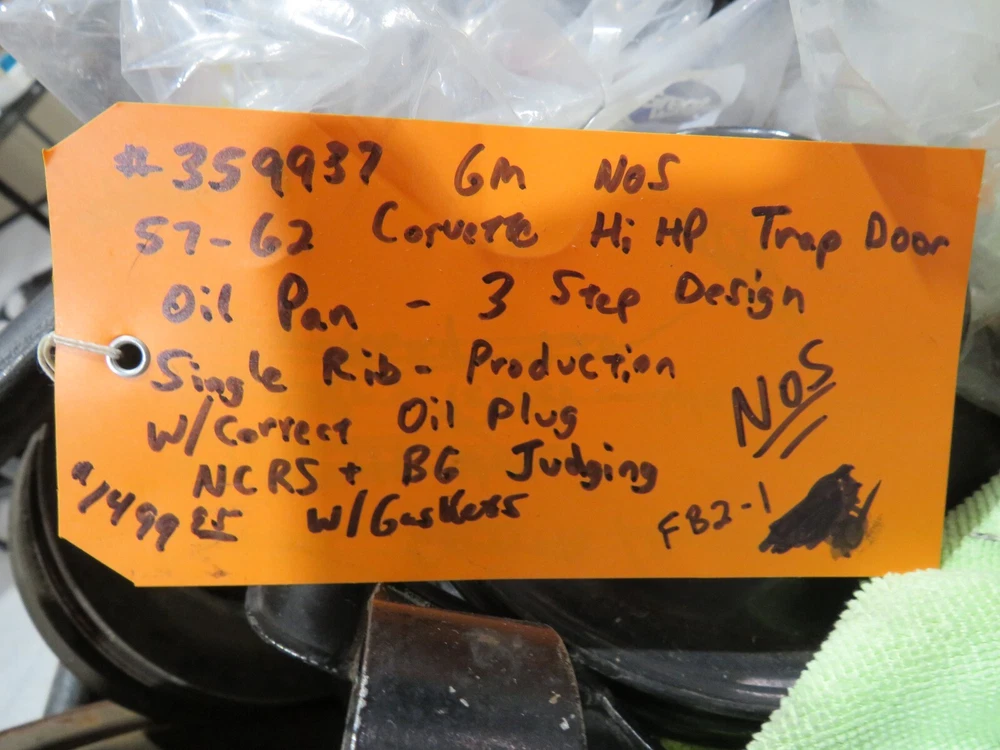 #359937 GM NOS
57-62 Corvette Hi HP Trap Door
Oil Pan - 3 Step Design
Single Rib - Production
W/Correct Oil Plug
NCRS + BG Judging
W/Gaskets
NOS
FB2-1